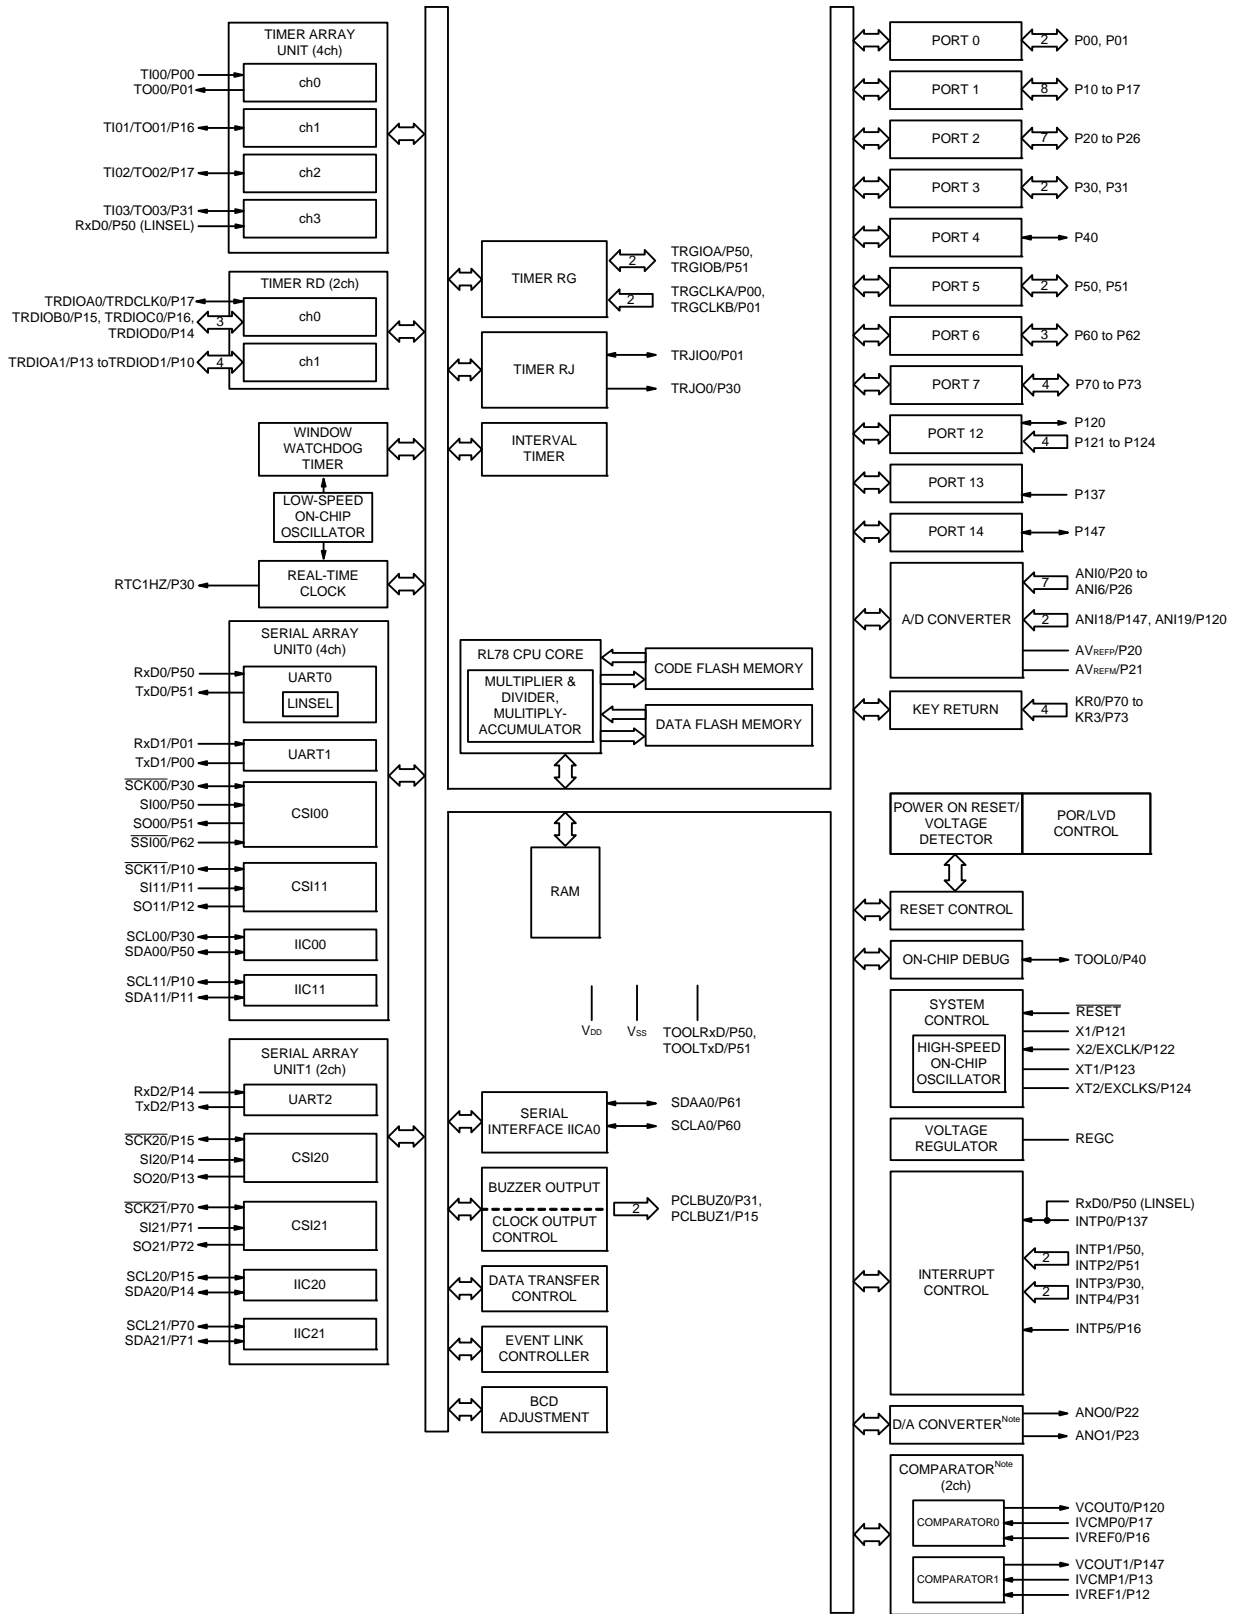 TIMER ARRAY
UNIT (4ch)
TI00/P00
TO00/P01
ch0
TI01/TO01/P16
ch1
TI02/TO02/P17
ch2
TI03/TO03/P31
RxD0/P50 (LINSEL)
ch3
TIMER RD (2ch)
TRDIOA0/TRDCLK0/P17
TRDIOB0/P15, TRDIOC0/P16,
TRDIOD0/P14
3
ch0
TRDIOA1/P13 toTRDIOD1/P10
4
ch1
WINDOW
WATCHDOG
TIMER
LOW-SPEED
ON-CHIP
OSCILLATOR
RTC1HZ/P30
REAL-TIME
CLOCK
SERIAL ARRAY
UNIT0 (4ch)
RxD0/P50
TxD0/P51
UART0
LINSEL
RxD1/P01
TxD1/P00
UART1
SCK00/P30
SI00/P50
SO00/P51
SSI00/P62
CSI00
SCK11/P10
SI11/P11
SO11/P12
CSI11
SCL00/P30
SDA00/P50
IIC00
SCL11/P10
SDA11/P11
IIC11
SERIAL ARRAY
UNIT1 (2ch)
RxD2/P14
TxD2/P13
UART2
SCK20/P15
SI20/P14
SO20/P13
CSI20
SCK21/P70
SI21/P71
SO21/P72
CSI21
SCL20/P15
SDA20/P14
IIC20
SCL21/P70
SDA21/P71
IIC21
TIMER RG
2
TRGIOA/P50,
TRGIOB/P51
2
TRGCLKA/P00,
TRGCLKB/P01
TIMER RJ
TRJIO0/P01
TRJO0/P30
INTERVAL
TIMER
RL78 CPU CORE
MULTIPLIER &
DIVIDER,
MULTIPLY-
ACCUMULATOR
CODE FLASH MEMORY
DATA FLASH MEMORY
RAM
VDD
VSS
TOOLRxD/P50,
TOOLTxD/P51
SERIAL
INTERFACE IICA0
SDAA0/P61
SCLA0/P60
BUZZER OUTPUT
CLOCK OUTPUT
CONTROL
2
PCLBUZ0/P31,
PCLBUZ1/P15
DATA TRANSFER
CONTROL
EVENT LINK
CONTROLLER
BCD
ADJUSTMENT
PORT 0
2
P00, P01
PORT 1
8
P10 to P17
PORT 2
7
P20 to P26
PORT 3
2
P30, P31
PORT 4
P40
PORT 5
2
P50, P51
PORT 6
3
P60 to P62
PORT 7
4
P70 to P73
PORT 12
P120
4
P121 to P124
PORT 13
P137
PORT 14
P147
A/D CONVERTER
7
ANI0/P20 to
ANI6/P26
2
ANI18/P147, ANI19/P120
AVREFP/P20
AVREFM/P21
KEY RETURN
4
KR0/P70 to
KR3/P73
POWER ON RESET/
VOLTAGE
DETECTOR
POR/LVD
CONTROL
RESET CONTROL
ON-CHIP DEBUG
TOOL0/P40
SYSTEM
CONTROL
HIGH-SPEED
ON-CHIP
OSCILLATOR
RESET
X1/P121
X2/EXCLK/P122
XT1/P123
XT2/EXCLKS/P124
VOLTAGE
REGULATOR
REGC
INTERRUPT
CONTROL
RxD0/P50 (LINSEL)
INTP0/P137
2
INTP1/P50,
INTP2/P51
2
INTP3/P30,
INTP4/P31
INTP5/P16
D/A CONVERTERNote
ANO0/P22
ANO1/P23
COMPARATORNote
(2ch)
COMPARATOR0
VCOUT0/P120
IVCMP0/P17
IVREF0/P16
COMPARATOR1
VCOUT1/P147
IVCMP1/P13
IVREF1/P12